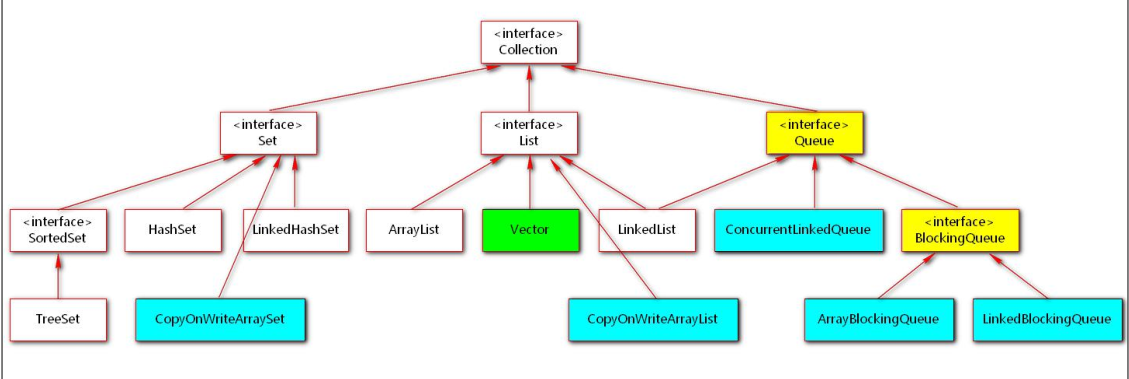 <interface>
Collection
<interface>
Set
<interface>
List
<interface>
Queue
<interface>
SortedSet
HashSet
LinkedHashSet
ArrayList
Vector
LinkedList
ConcurrentLinkedQueue
<interface>
BlockingQueue
TreeSet
CopyOnWriteArraySet
CopyOnWriteArrayList
ArrayBlockingQueue
LinkedBlockingQueue